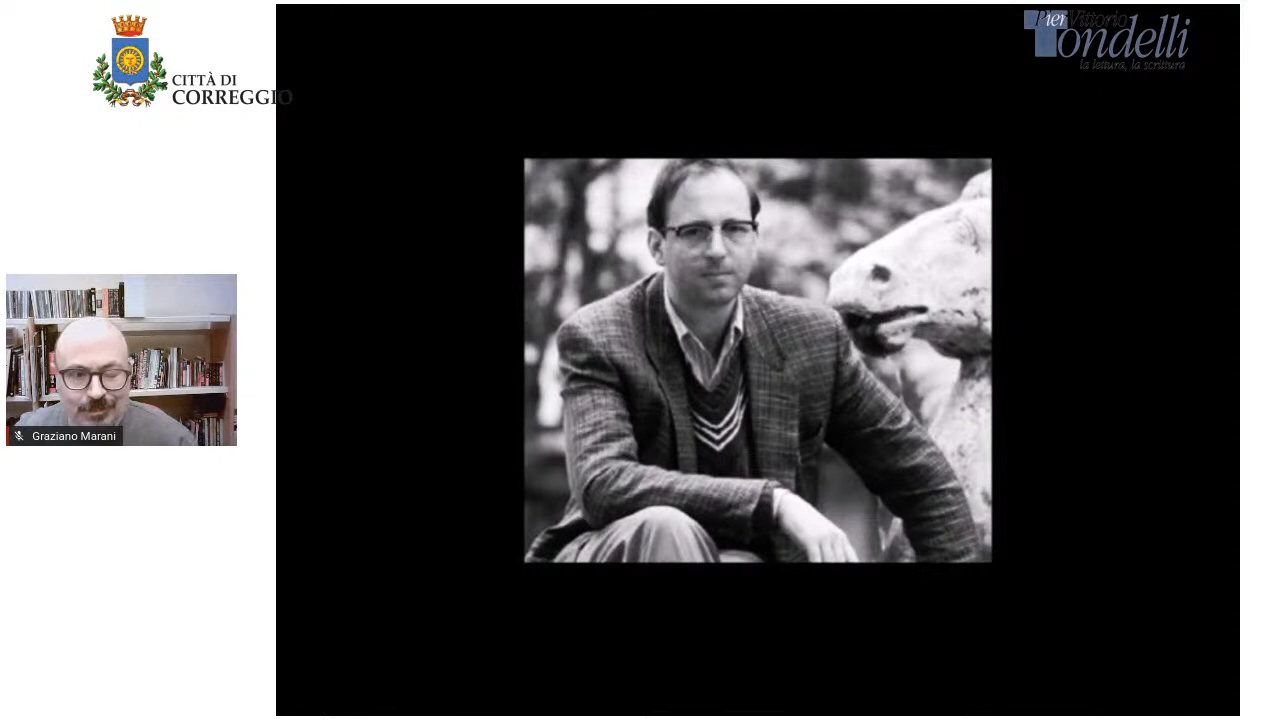 CITTÀ DI
CORREGGIO
Pier Vittorio
Tondelli
la lettura, la scrittura
Graziano Marani